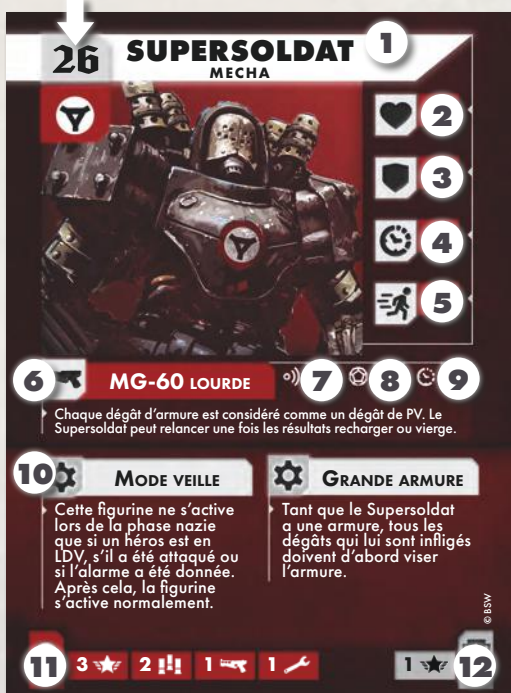 26
SUPERSOLDAT
MECHA
1
2
3
4
5
6
MG-60 LOURDE
7
8
9
Chaque dégât d'armure est considéré comme un dégât de PV. Le
Supersoldat peut relancer une fois les résultats recharger ou vierge.
10
MODE VEILLE
Cette figurine ne s'active
lors de la phase nazie
que si un héros est en
LDV, s'il a été attaqué ou
si l'alarme a été donnée.
Après cela, la figurine
s'active normalement.
GRANDE ARMURE
Tant que le Supersoldat
a une armure, tous les
dégâts qui lui sont infligés
doivent d'abord viser
l'armure.
© BSW
11
3
2
1
1
1
12